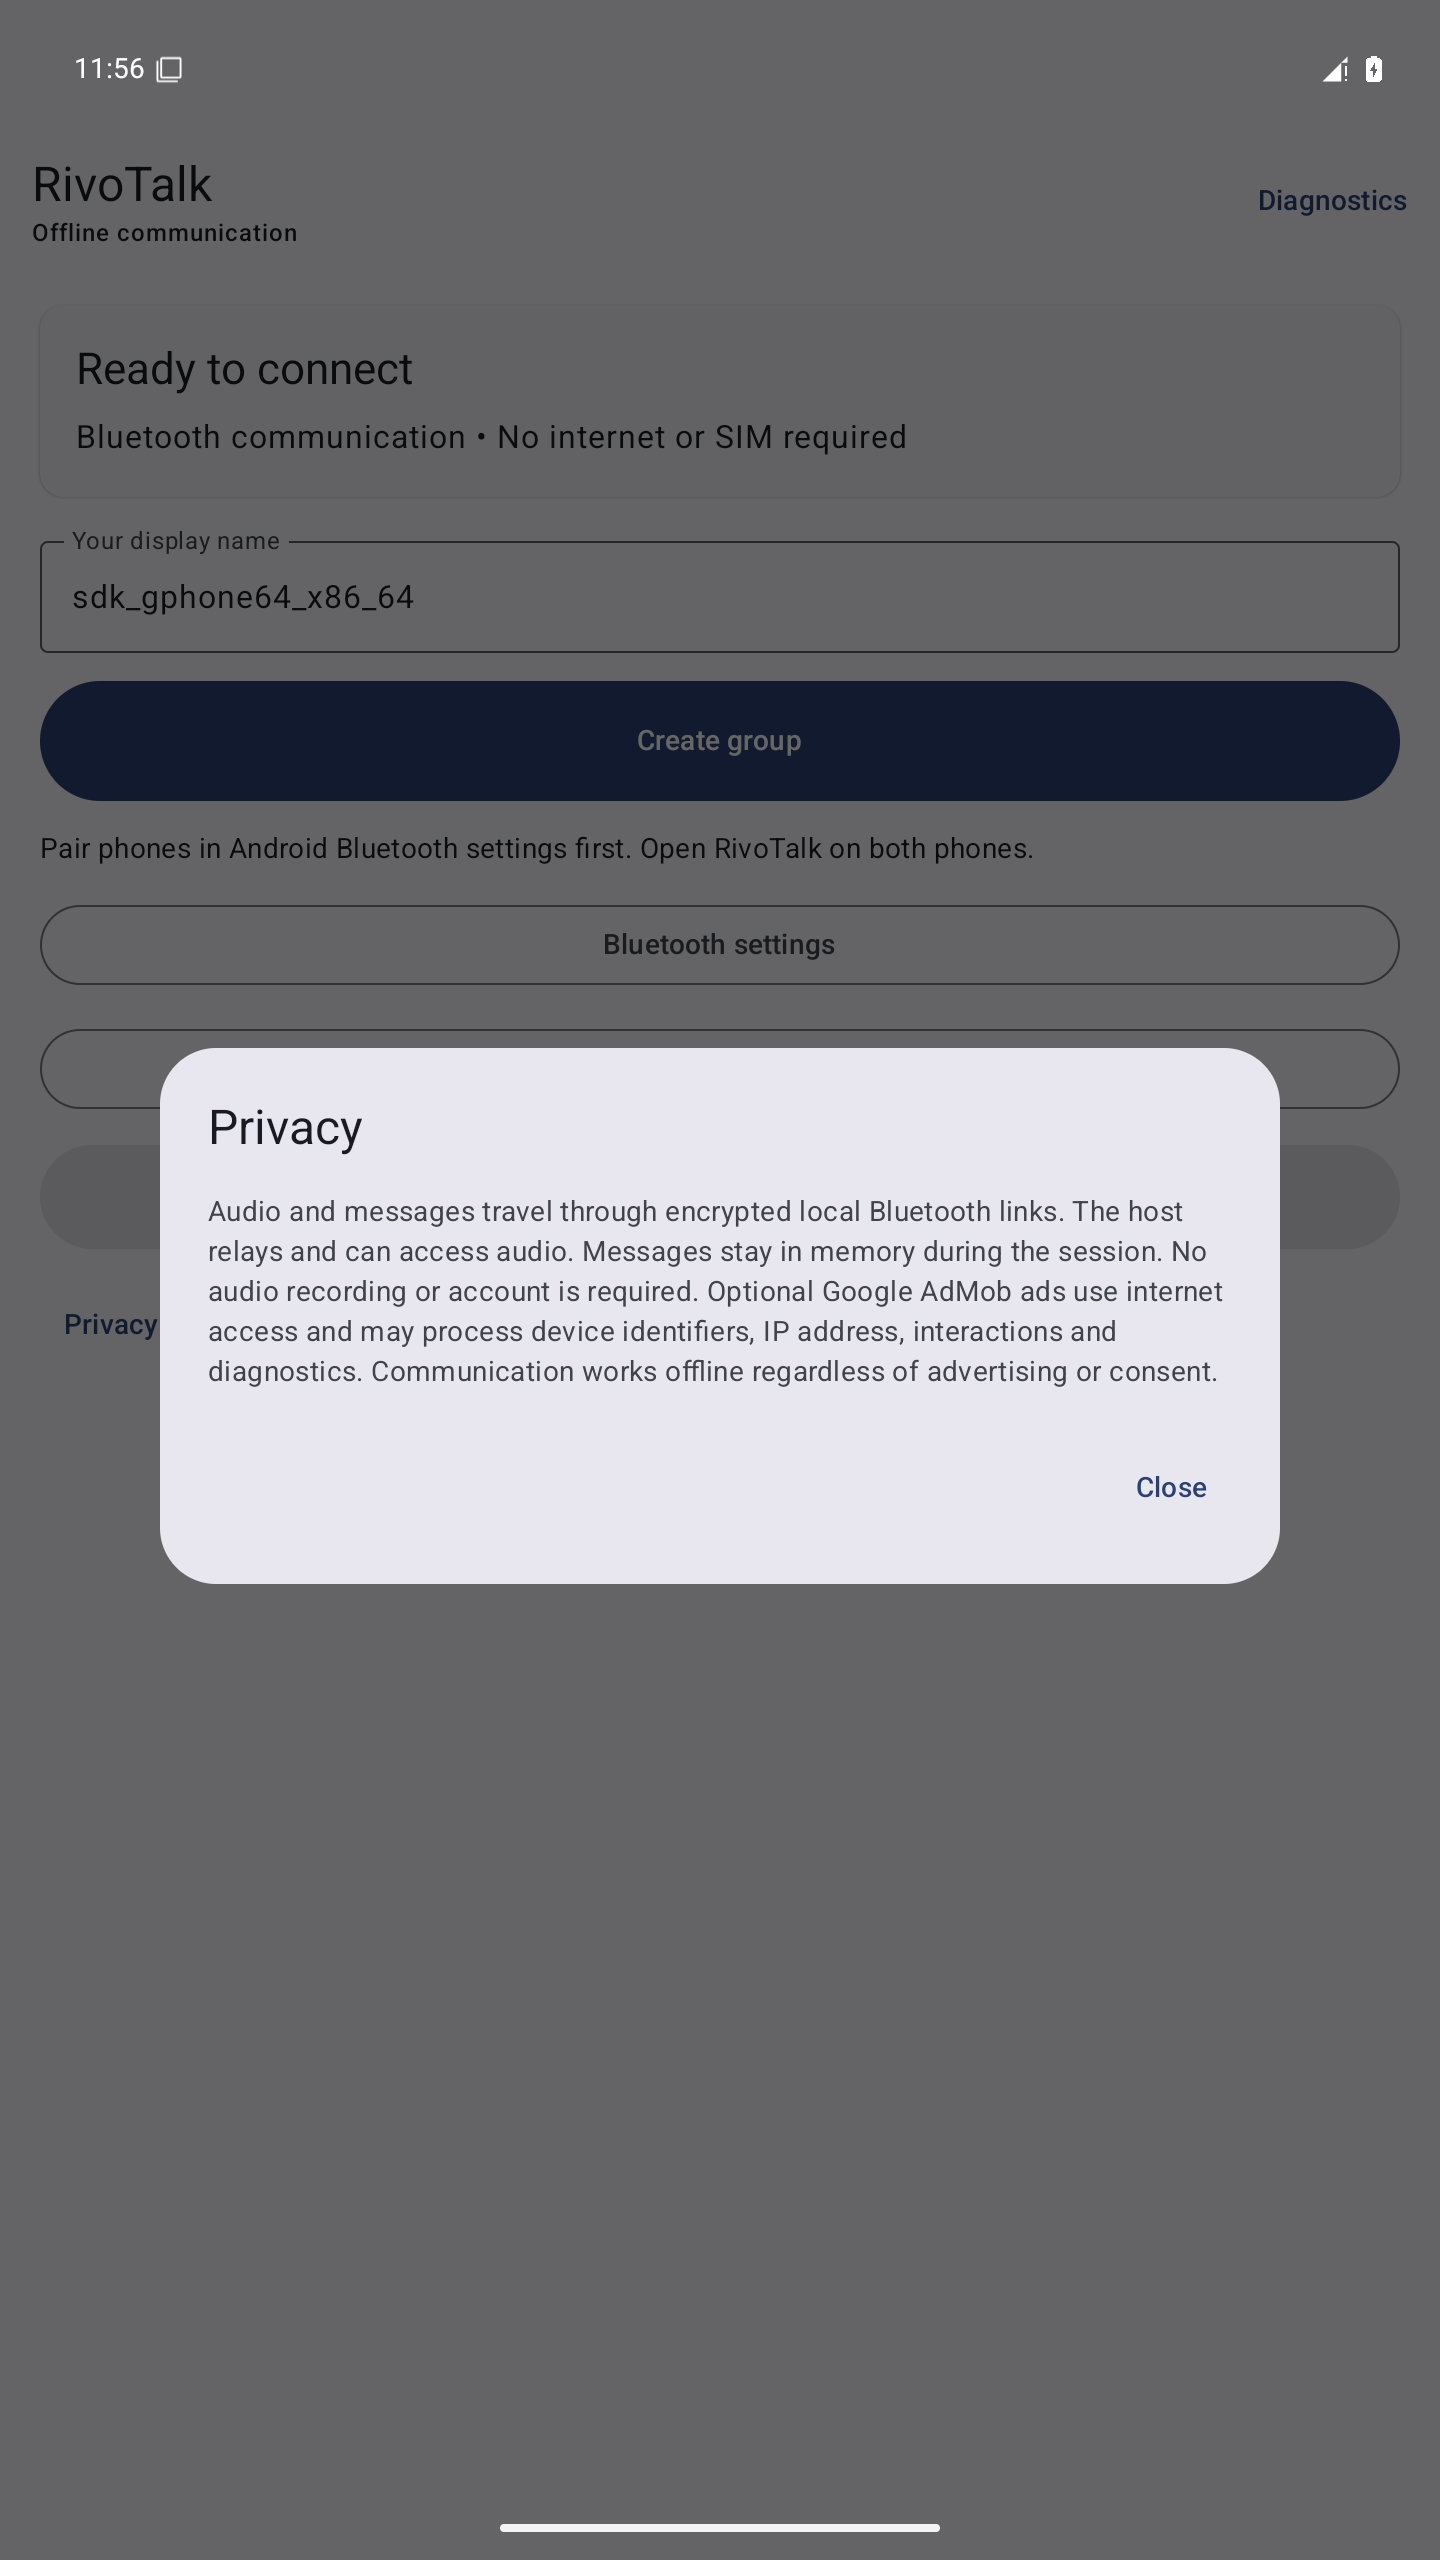 11:56
RivoTalk
Offline communication
Diagnostics
Ready to connect
Bluetooth communication • No internet or SIM required
Your display name
sdk_gphone64_x86_64
Create group
Pair phones in Android Bluetooth settings first. Open RivoTalk on both phones.
Bluetooth settings
Privacy
Privacy
Audio and messages travel through encrypted local Bluetooth links. The host
relays and can access audio. Messages stay in memory during the session. No
audio recording or account is required. Optional Google AdMob ads use internet
access and may process device identifiers, IP address, interactions and
diagnostics. Communication works offline regardless of advertising or consent.
Close